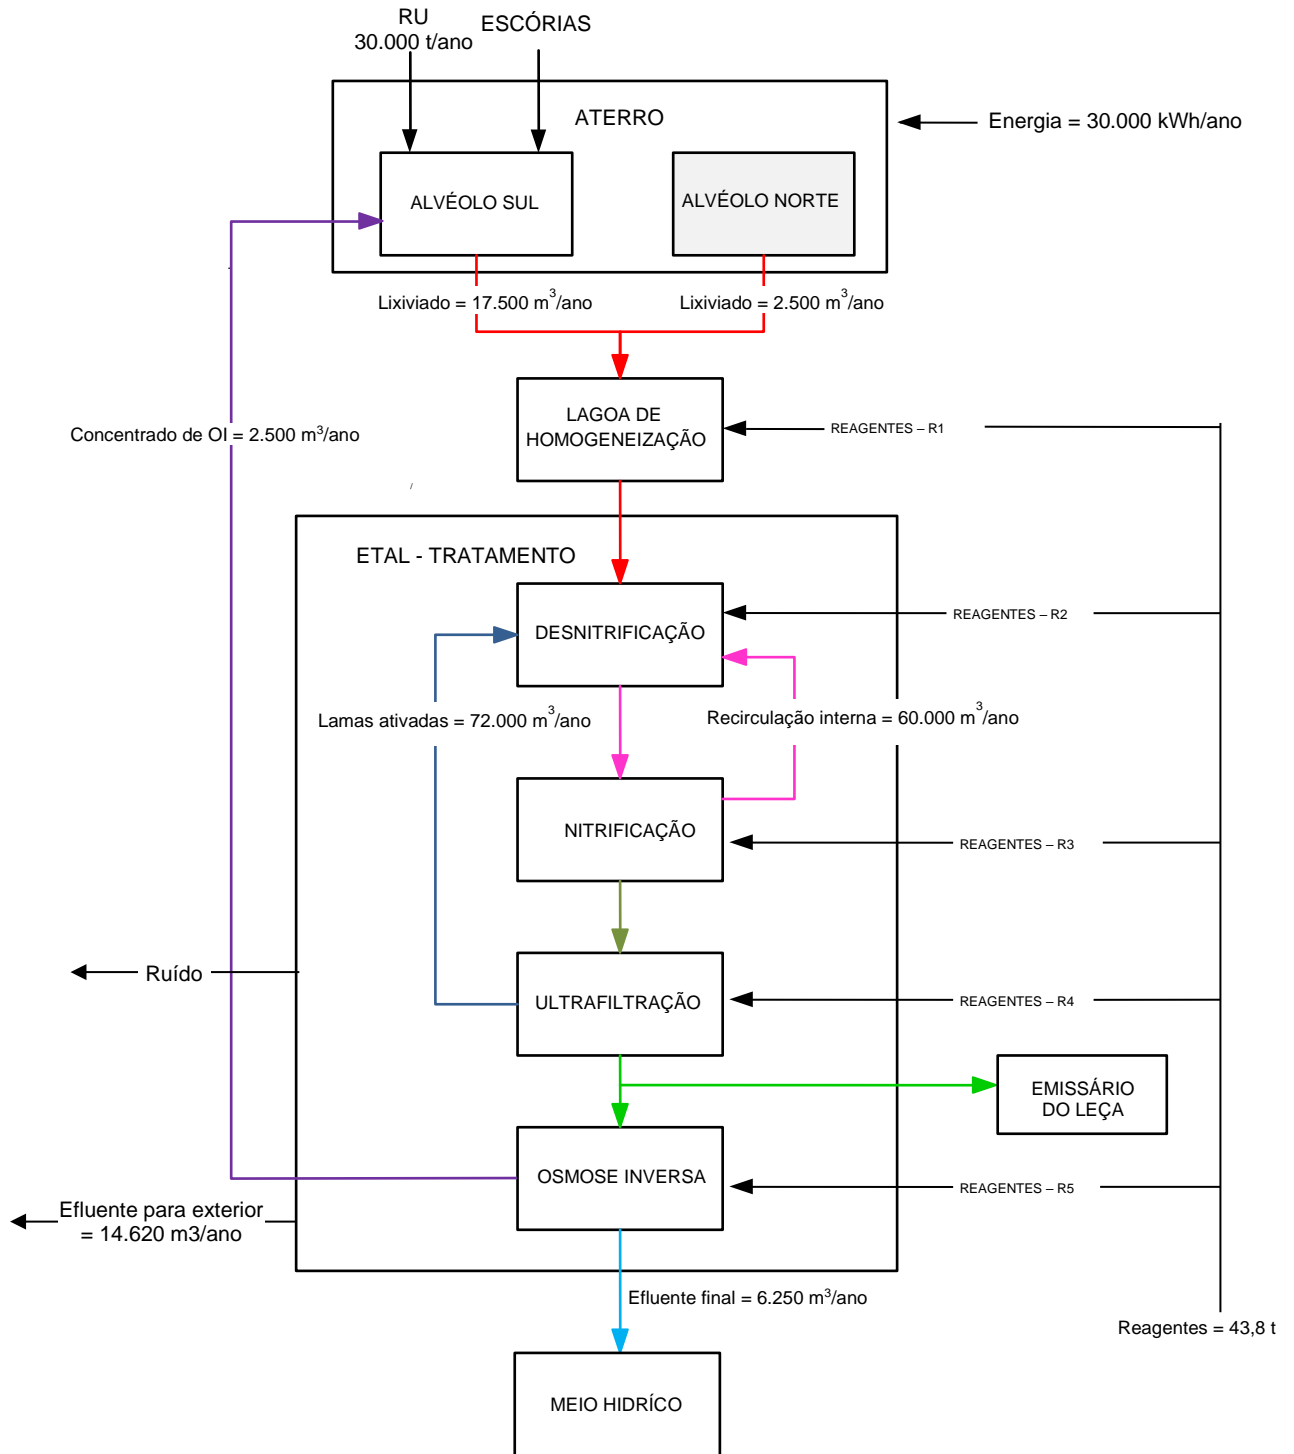 RU
30.000 t/ano
ESCÓRIAS
ATERRO
Energia = 30.000 kWh/ano
ALVÉOLO SUL
ALVÉOLO NORTE
Lixiviado = 17.500 m³/ano
Lixiviado = 2.500 m³/ano
LAGOA DE
HOMOGENEIZAÇÃO
REAGENTES – R1
Concentrado de OI = 2.500 m³/ano
/
ETAL - TRATAMENTO
DESNITRIFICAÇÃO
REAGENTES – R2
Lamas ativadas = 72.000 m³/ano
Recirculação interna = 60.000 m³/ano
NITRIFICAÇÃO
REAGENTES – R3
Ruído
ULTRAFILTRAÇÃO
REAGENTES – R4
EMISSÁRIO
DO LEÇA
OSMOSE INVERSA
REAGENTES – R5
Efluente para exterior
= 14.620 m3/ano
Efluente final = 6.250 m³/ano
Reagentes = 43,8 t
MEIO HIDRÍCO